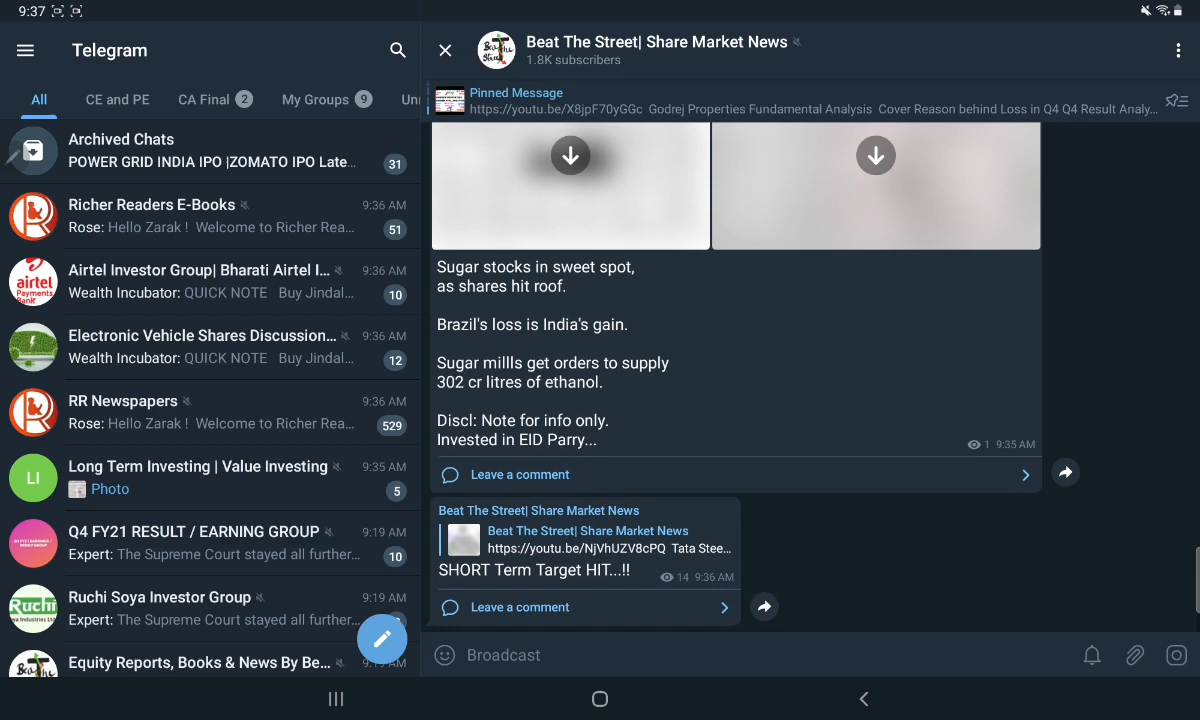 9:37
Telegram
All
CE and PE
CA Final 2
My Groups 9
Archived Chats
POWER GRID INDIA IPO |ZOMATO IPO Late...
31
Richer Readers E-Books
9:36 AM
Rose: Hello Zarak ! Welcome to Richer Rea...
51
Airtel Investor Group| Bharati Airtel I...
9:36 AM
Wealth Incubator: QUICK NOTE Buy Jindal...
10
airtel
Payments
Bank
Electronic Vehicle Shares Discussion...
9:36 AM
Wealth Incubator: QUICK NOTE Buy Jindal...
12
RR Newspapers
9:36 AM
Rose: Hello Zarak ! Welcome to Richer Rea...
529
LI
Long Term Investing | Value Investing
9:35 AM
Photo
5
Q4 FY21 RESULT / EARNING GROUP
9:19 AM
Expert: The Supreme Court stayed all further...
10
Ruchi
Ruchi Soya Investor Group
9:19 AM
Expert: The Supreme Court stayed all further...
Equity Reports, Books & News By Be...
Beat The Street| Share Market News
1.8K subscribers
Pinned Message
https://youtu.be/X8jpF70yGGc Godrej Properties Fundamental Analysis Cover Reason behind Loss in Q4 Q4 Result Analy...
Sugar stocks in sweet spot,
as shares hit roof.
Brazil's loss is India's gain.
Sugar millls get orders to supply
302 cr litres of ethanol.
Discl: Note for info only.
Invested in EID Parry...
1 9:35 AM
Leave a comment
Beat The Street| Share Market News
Beat The Street| Share Market News
https://youtu.be/NjVhUZV8cPQ Tata Stee...
SHORT Term Target HIT...!!
14 9:36 AM
Leave a comment
Broadcast